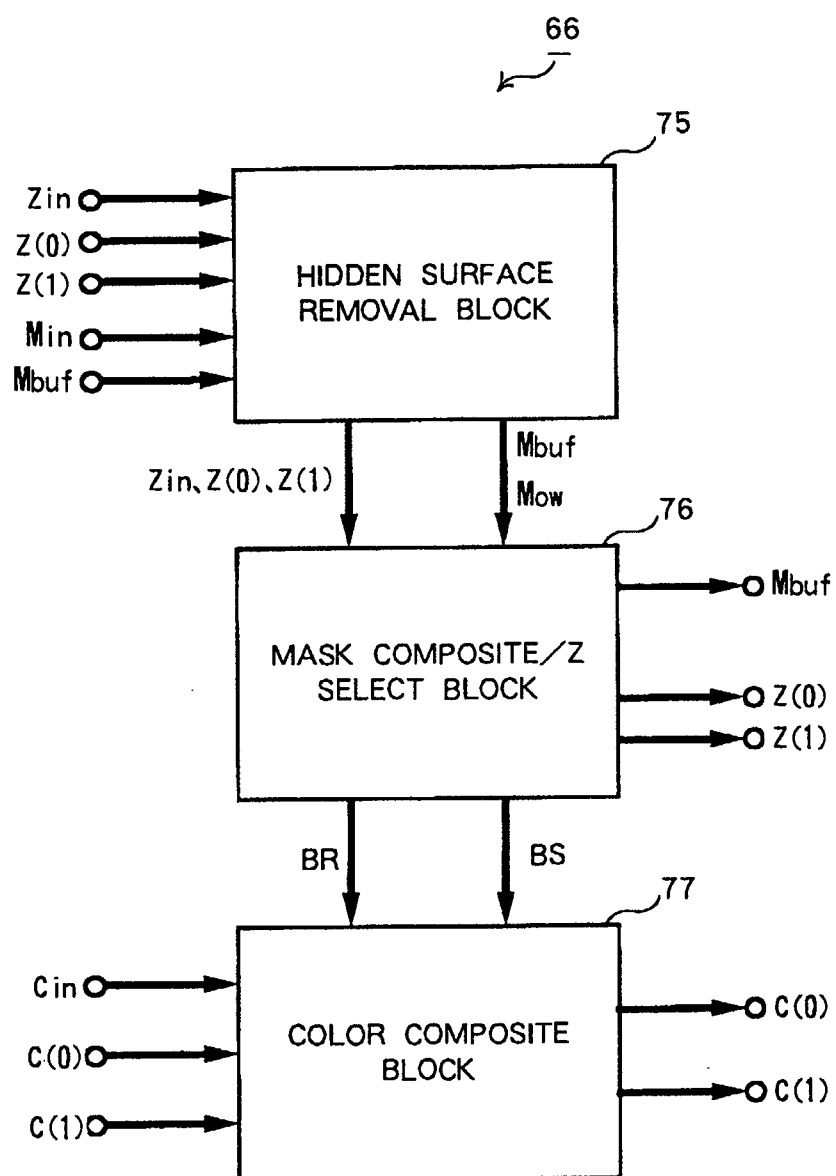 66
75
Zin
Z(0)
Z(1)
Min
Mbuf
HIDDEN SURFACE
REMOVAL BLOCK
Zin、Z(0)、Z(1)
Mbuf
Mow
76
MASK COMPOSITE/Z
SELECT BLOCK
Mbuf
Z(0)
Z(1)
BR
BS
77
Cin
C(0)
C(1)
COLOR COMPOSITE
BLOCK
C(0)
C(1)